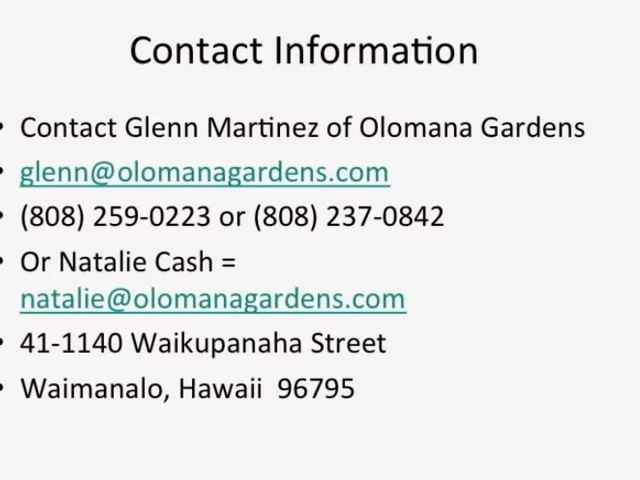 Contact Information
• Contact Glenn Martinez of Olomana Gardens
• glenn@olomanagardens.com
• (808) 259-0223 or (808) 237-0842
• Or Natalie Cash =
natalie@olomanagardens.com
• 41-1140 Waikupanaha Street
• Waimanalo, Hawaii  96795